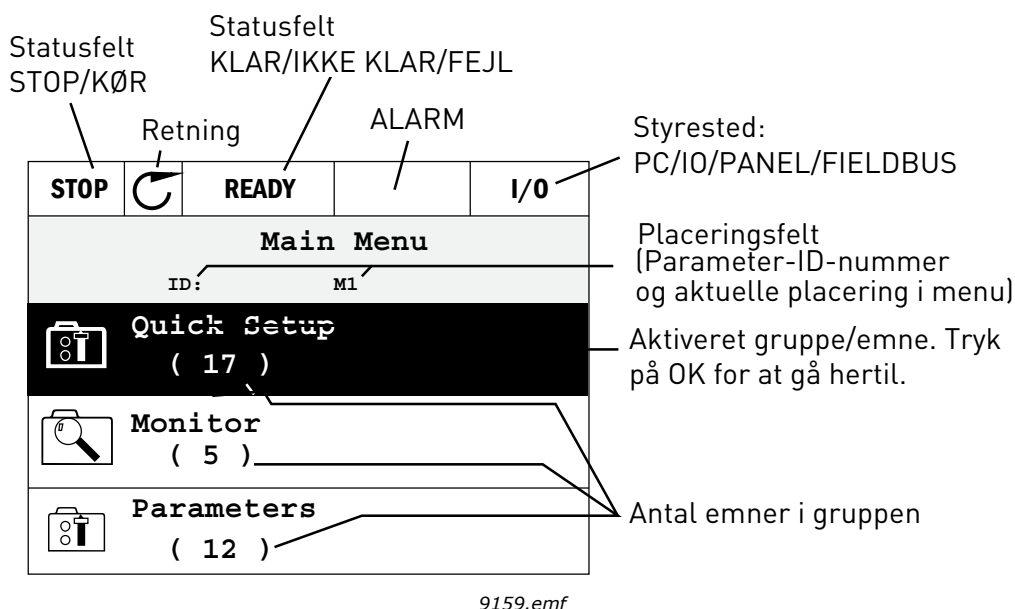 Statusfelt
STOP/KØR
Statusfelt
KLAR/IKKE KLAR/FEJL
Retning
ALARM
Styrested:
PC/IO/PANEL/FIELDBUS
STOP
READY
I/0
Main Menu
ID:
M1
Placeringsfelt
(Parameter-ID-nummer
og aktuelle placering i menu)
Quick Setup
( 17 )
Aktiveret gruppe/emne. Tryk
på OK for at gå hertil.
Monitor
( 5 )
Parameters
( 12 )
Antal emner i gruppen
9159.emf